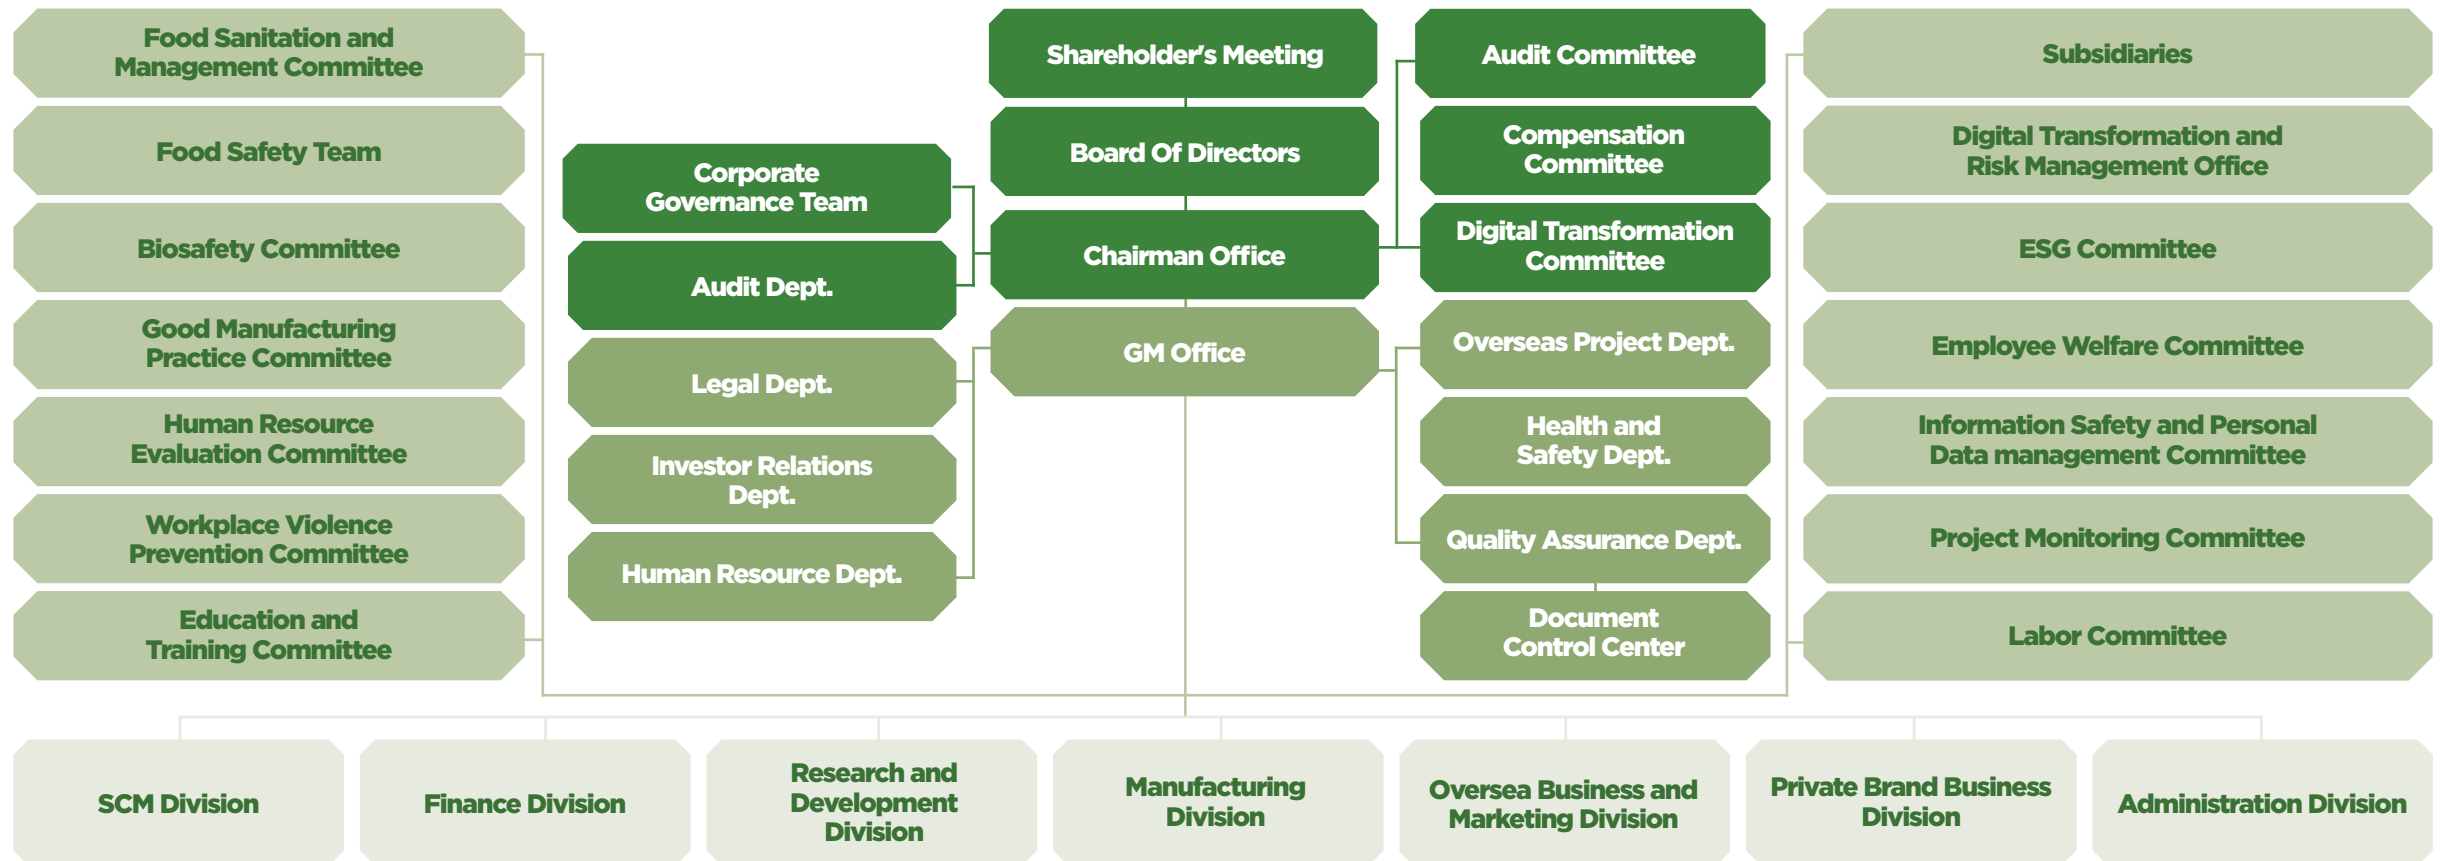 Food Sanitation and
Management Committee
Food Safety Team
Biosafety Committee
Good Manufacturing
Practice Committee
Human Resource
Evaluation Committee
Workplace Violence
Prevention Committee
Education and
Training Committee
Corporate
Governance Team
Audit Dept.
Legal Dept.
Investor Relations
Dept.
Human Resource Dept.
Shareholder's Meeting
Board Of Directors
Chairman Office
GM Office
Audit Committee
Compensation
Committee
Digital Transformation
Committee
Overseas Project Dept.
Health and
Safety Dept.
Quality Assurance Dept.
Document
Control Center
Subsidiaries
Digital Transformation and
Risk Management Office
ESG Committee
Employee Welfare Committee
Information Safety and Personal
Data management Committee
Project Monitoring Committee
Labor Committee
SCM Division
Finance Division
Research and
Development
Division
Manufacturing
Division
Oversea Business and
Marketing Division
Private Brand Business
Division
Administration Division